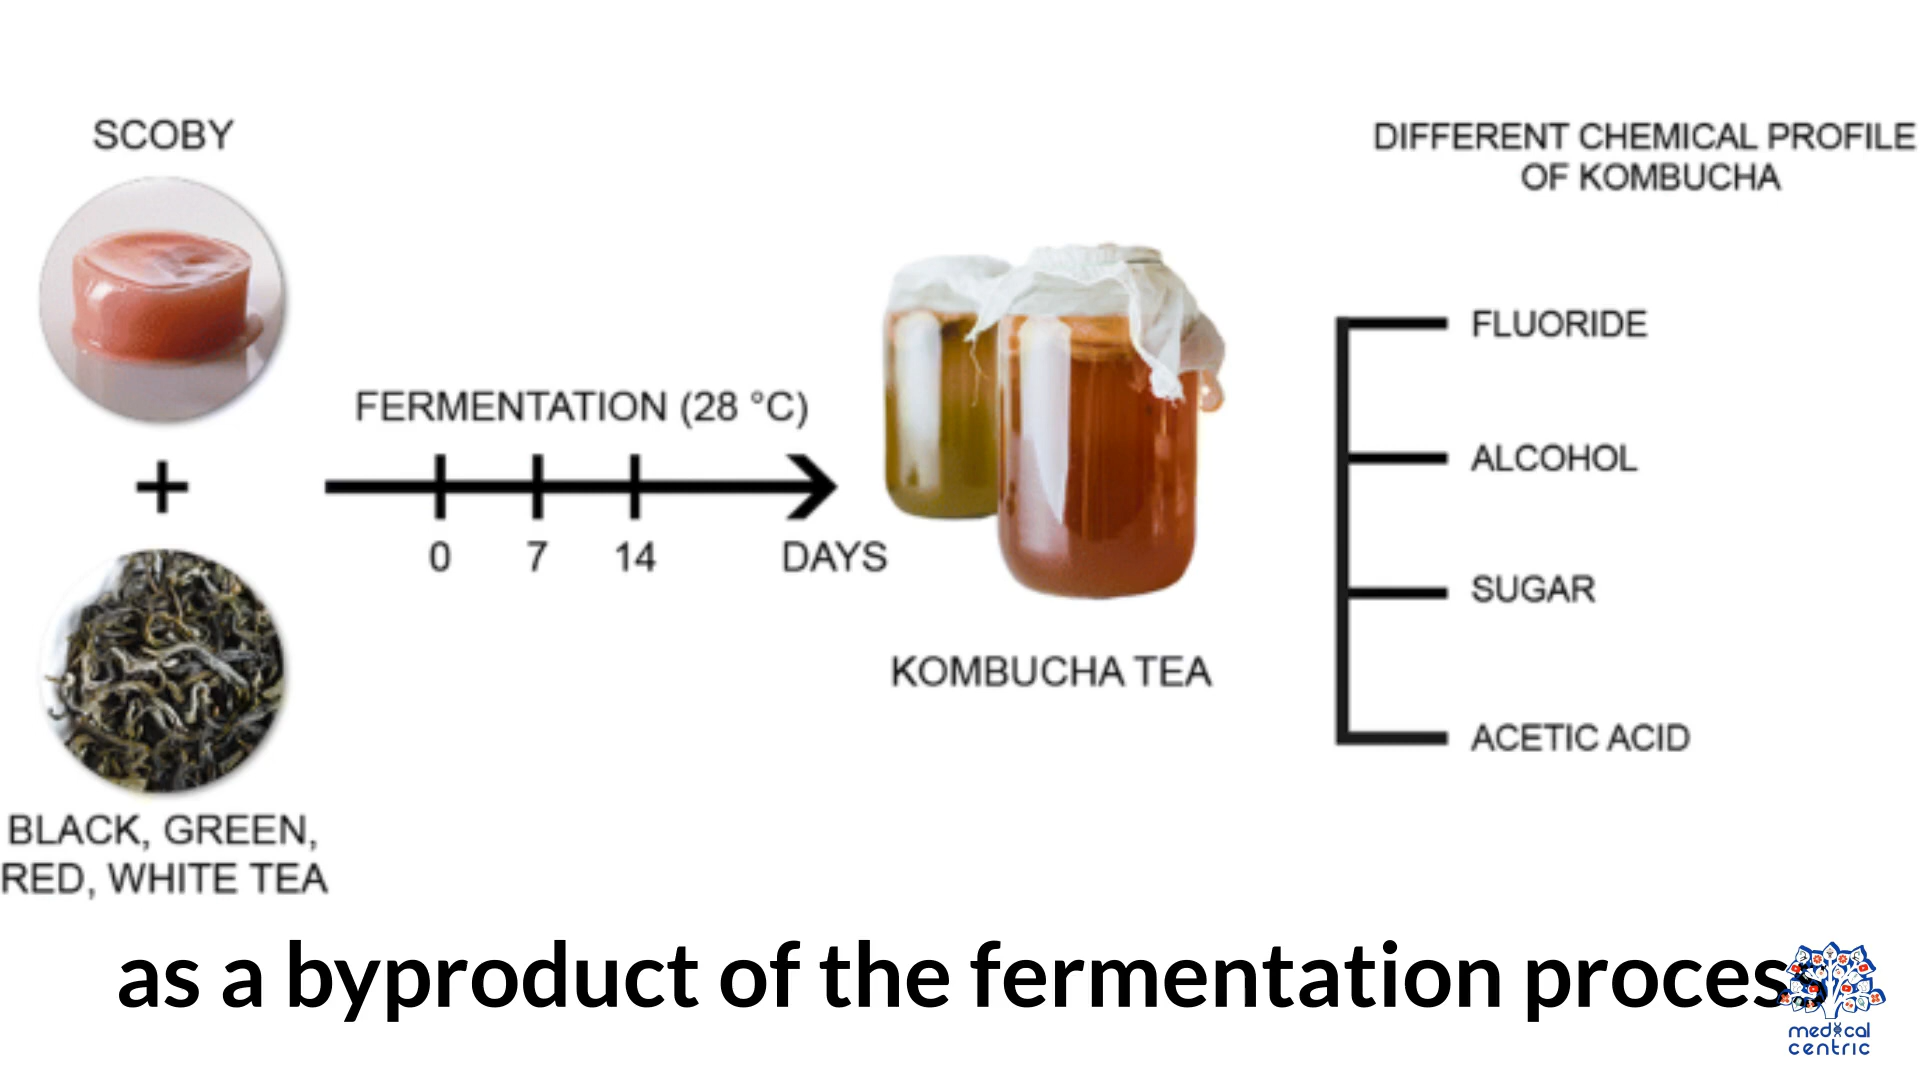 SCOBY
+
BLACK, GREEN,
RED, WHITE TEA
FERMENTATION (28 °C)
0 7 14 DAYS
KOMBUCHA TEA
DIFFERENT CHEMICAL PROFILE
OF KOMBUCHA
FLUORIDE
ALCOHOL
SUGAR
ACETIC ACID
as a byproduct of the fermentation process
medical
centric